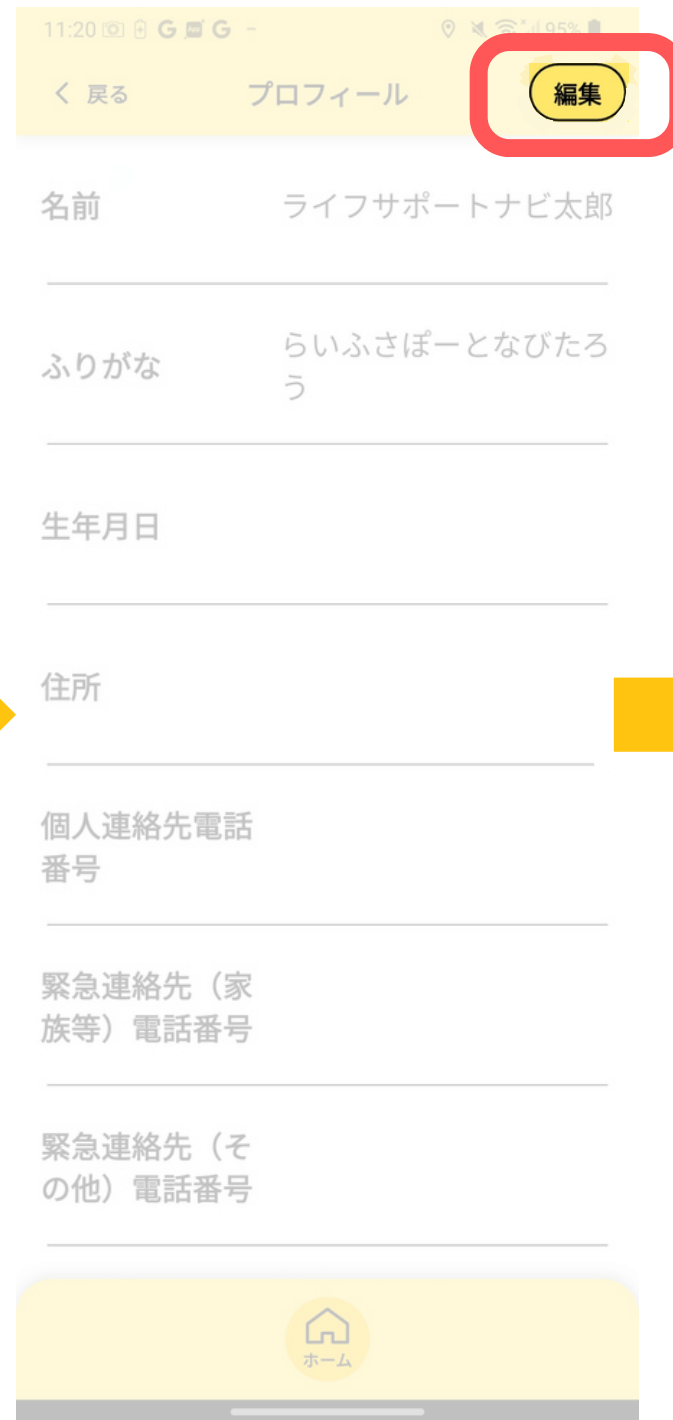 11:20 G G 95%
戻る プロフィール 編集
名前 ライフサポートナビ太郎
ふりがな
らいふさぽーとなびたろ
う
生年月日
住所
個人連絡先電話
番号
緊急連絡先（家
族等）電話番号
緊急連絡先（そ
の他）電話番号
ホーム